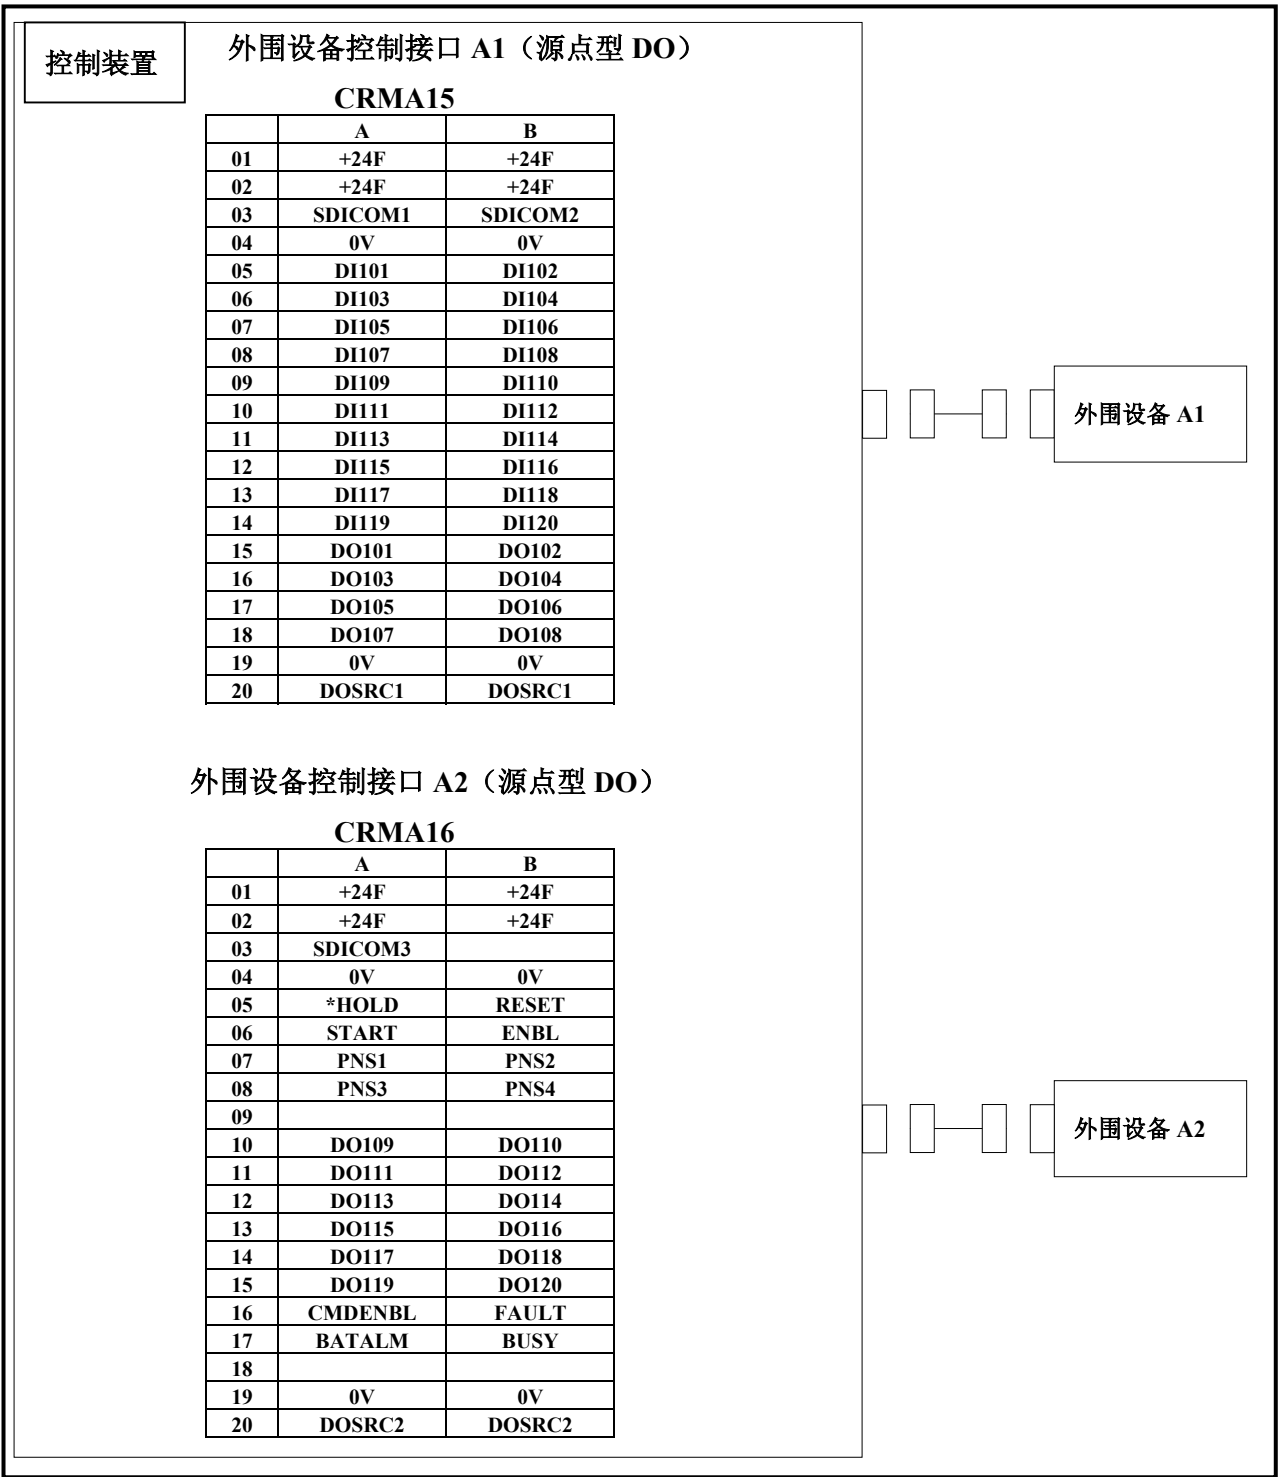 控制装置
外围设备控制接口 A1（源点型 DO）
CRMA15
A B
01 +24F +24F
02 +24F +24F
03 SDICOM1 SDICOM2
04 0V 0V
05 DI101 DI102
06 DI103 DI104
07 DI105 DI106
08 DI107 DI108
09 DI109 DI110
10 DI111 DI112
11 DI113 DI114
12 DI115 DI116
13 DI117 DI118
14 DI119 DI120
15 DO101 DO102
16 DO103 DO104
17 DO105 DO106
18 DO107 DO108
19 0V 0V
20 DOSRC1 DOSRC1
外围设备 A1
外围设备控制接口 A2（源点型 DO）
CRMA16
A B
01 +24F +24F
02 +24F +24F
03 SDICOM3
04 0V 0V
05 *HOLD RESET
06 START ENBL
07 PNS1 PNS2
08 PNS3 PNS4
09
10 DO109 DO110
11 DO111 DO112
12 DO113 DO114
13 DO115 DO116
14 DO117 DO118
15 DO119 DO120
16 CMDENBL FAULT
17 BATALM BUSY
18
19 0V 0V
20 DOSRC2 DOSRC2
外围设备 A2